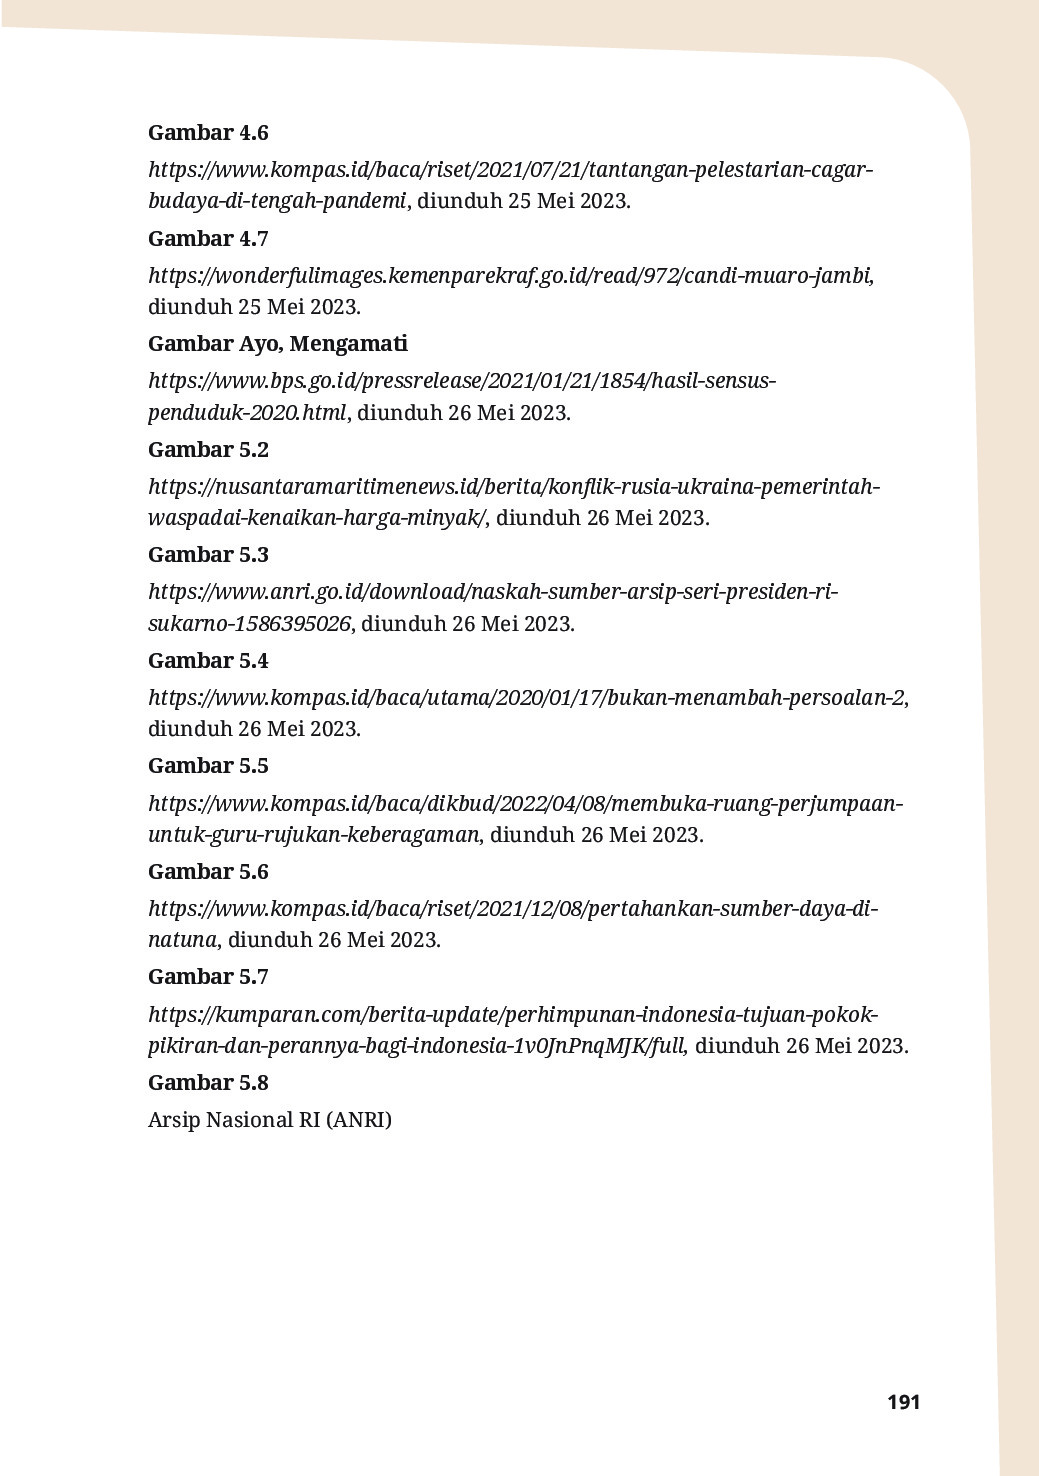 Gambar 4.6
https://www.kompas.id/baca/riset/2021/07/21/tantangan-pelestarian-cagar-
budaya-di-tengah-pandemi, diunduh 25 Mei 2023.
Gambar 4.7
https://wonderfulimages.kemenparekraf.go.id/read/972/candi-muaro-jambi,
diunduh 25 Mei 2023.
Gambar Ayo, Mengamati
https://www.bps.go.id/pressrelease/2021/01/21/1854/hasil-sensus-
penduduk-2020.html, diunduh 26 Mei 2023.
Gambar 5.2
https://nusantaramaritimenews.id/berita/konflik-rusia-ukraina-pemerintah-
waspadai-kenaikan-harga-minyak/, diunduh 26 Mei 2023.
Gambar 5.3
https://www.anri.go.id/download/naskah-sumber-arsip-seri-presiden-ri-
sukarno-1586395026, diunduh 26 Mei 2023.
Gambar 5.4
https://www.kompas.id/baca/utama/2020/01/17/bukan-menambah-persoalan-2,
diunduh 26 Mei 2023.
Gambar 5.5
https://www.kompas.id/baca/dikbud/2022/04/08/membuka-ruang-perjumpaan-
untuk-guru-rujukan-keberagaman, diunduh 26 Mei 2023.
Gambar 5.6
https://www.kompas.id/baca/riset/2021/12/08/pertahankan-sumber-daya-di-
natuna, diunduh 26 Mei 2023.
Gambar 5.7
https://kumparan.com/berita-update/perhimpunan-indonesia-tujuan-pokok-
pikiran-dan-perannya-bagi-indonesia-1v0JnPnqMJK/full, diunduh 26 Mei 2023.
Gambar 5.8
Arsip Nasional RI (ANRI)
191